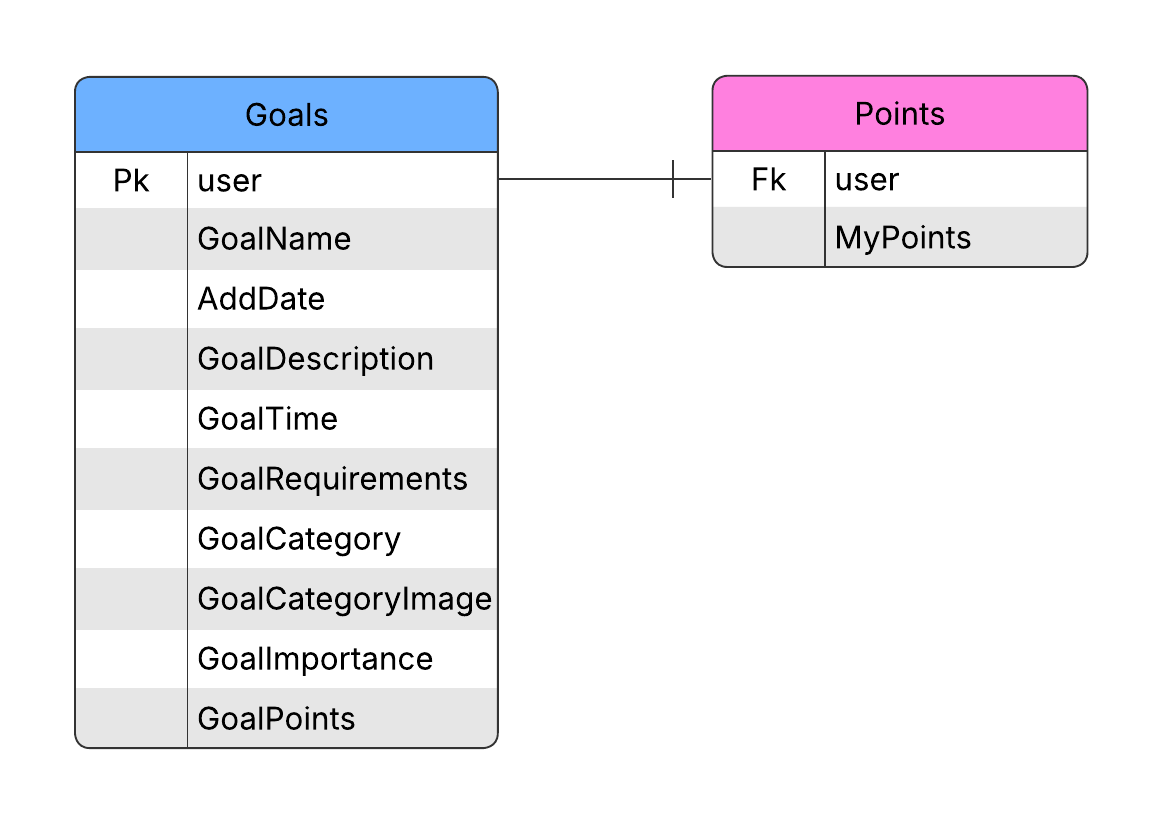 Goals
Pk user
GoalName
AddDate
GoalDescription
GoalTime
GoalRequirements
GoalCategory
GoalCategoryImage
GoalImportance
GoalPoints
Points
Fk user
MyPoints